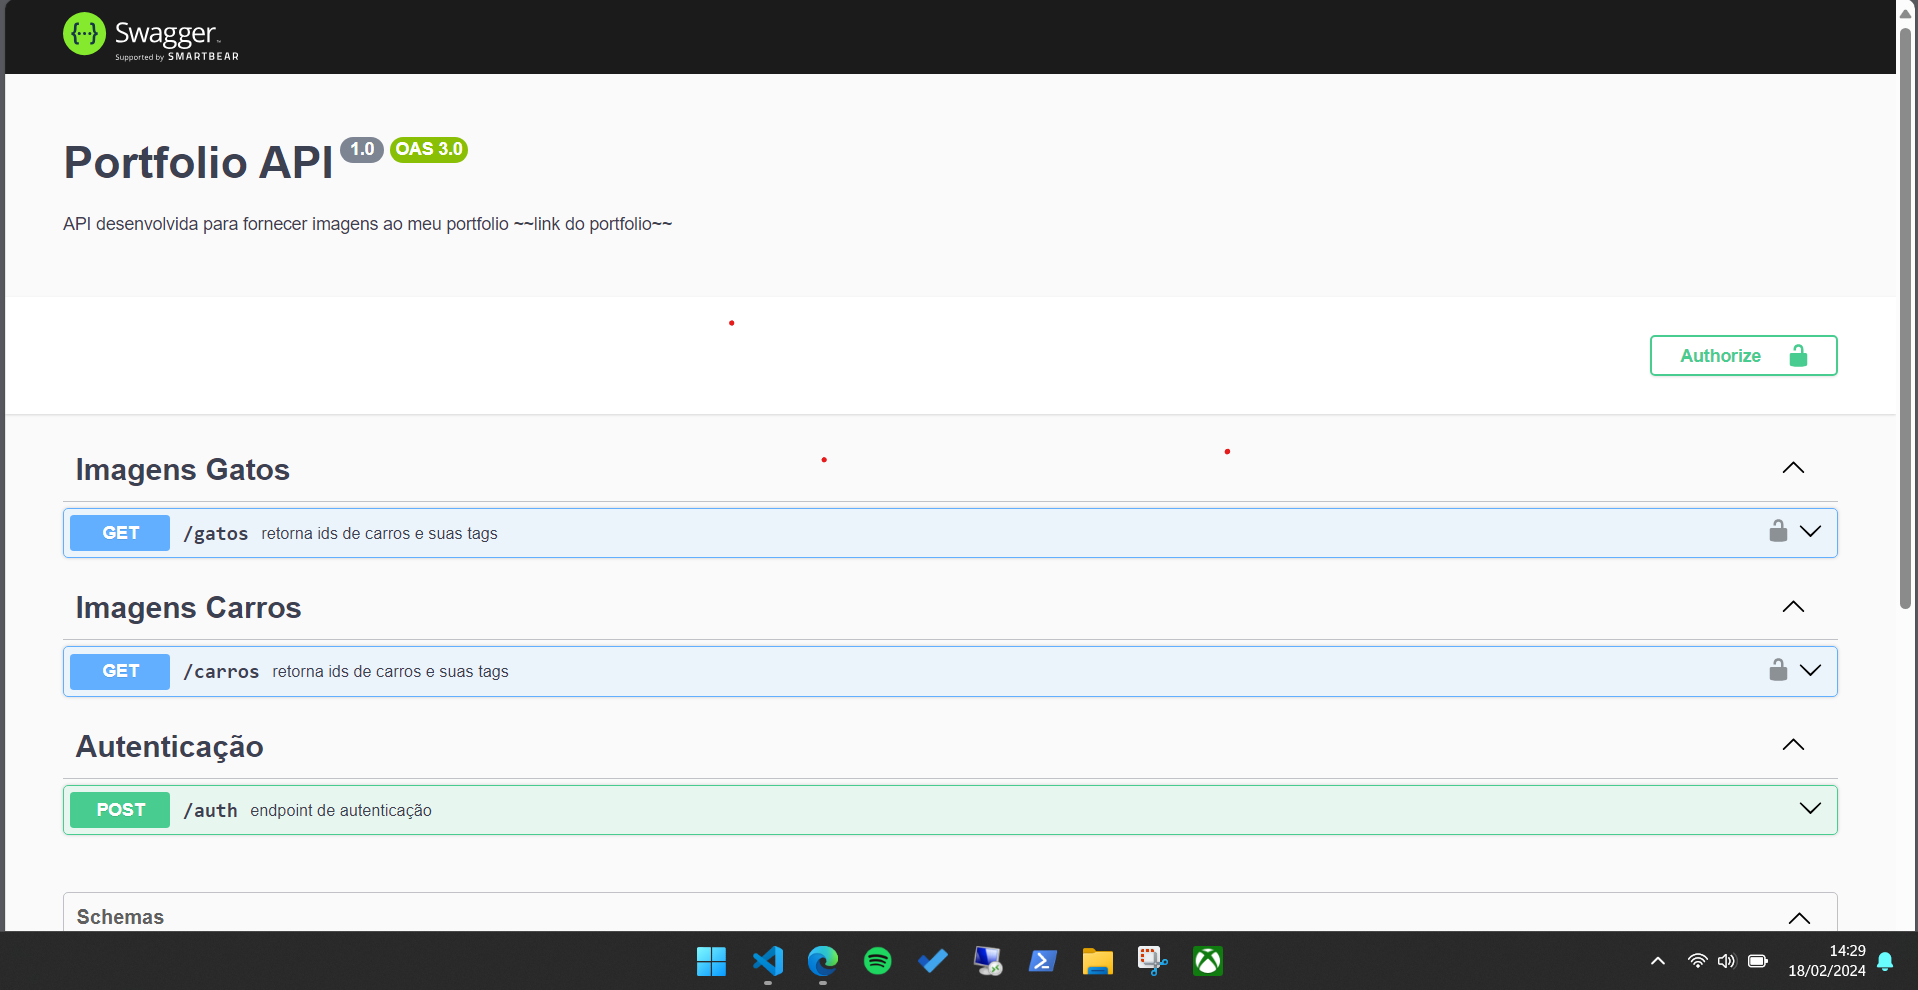 Swagger™
Supported by SMARTBEAR
Portfolio API 1.0 OAS 3.0
API desenvolvida para fornecer imagens ao meu portfolio ~~link do portfolio~~
Authorize
Imagens Gatos
GET /gatos retorna ids de carros e suas tags
Imagens Carros
GET /carros retorna ids de carros e suas tags
Autenticação
POST /auth endpoint de autenticação
Schemas
14:29
18/02/2024